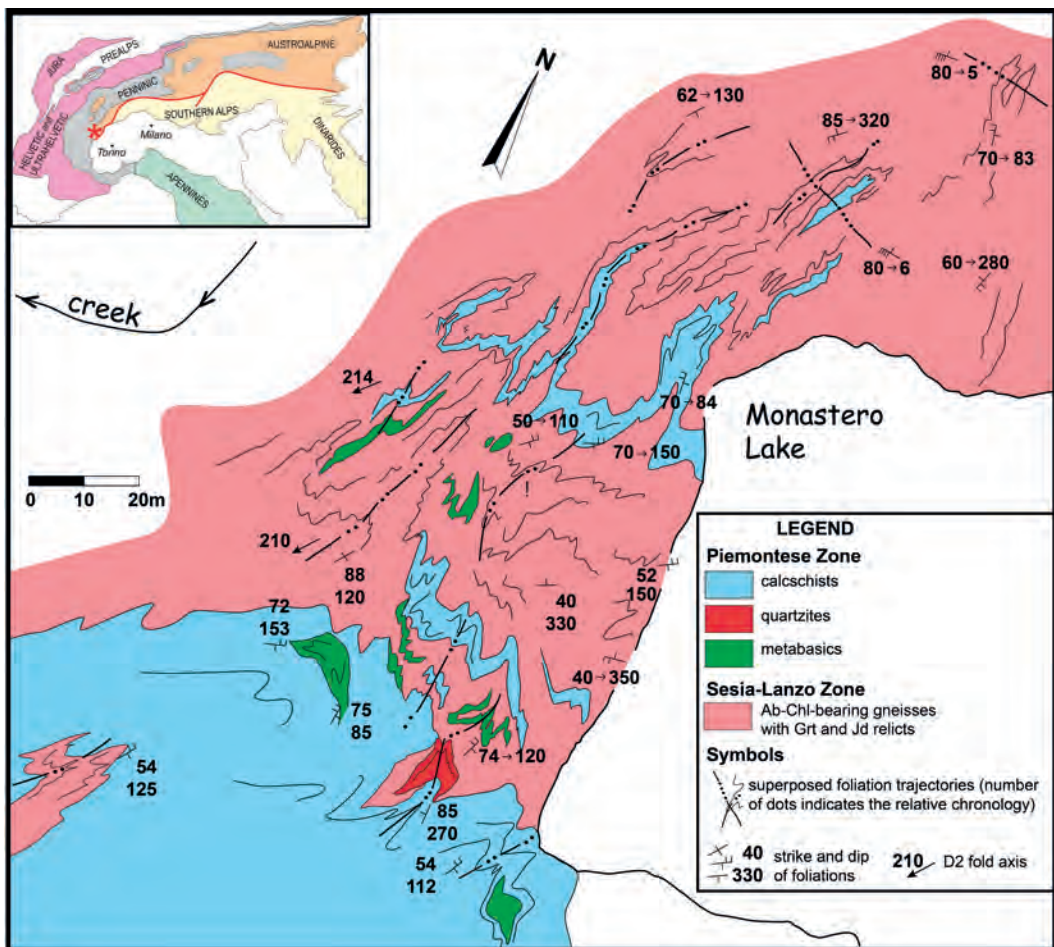 JURA
PREALPS
HELVETIC and
ULTRAHELVETIC
PENNINIC
AUSTROALPINE
SOUTHERN ALPS
Milano
Torino
DINARIDES
APENNINES
N
creek
62→130
80→5
85→320
70→83
80→6
60→280
214
70→84
50→110
70→150
Monastero
Lake
0 10 20m
210
88
120
52
150
40
330
72
153
40→350
75
85
74→120
54
125
85
270
54
112
LEGEND
Piemontese Zone
calcschists
quartzites
metabasics
Sesia-Lanzo Zone
Ab-Chl-bearing gneisses
with Grt and Jd relicts
Symbols
superposed foliation trajectories (number
of dots indicates the relative chronology)
40 strike and dip
330 of foliations
210 D2 fold axis